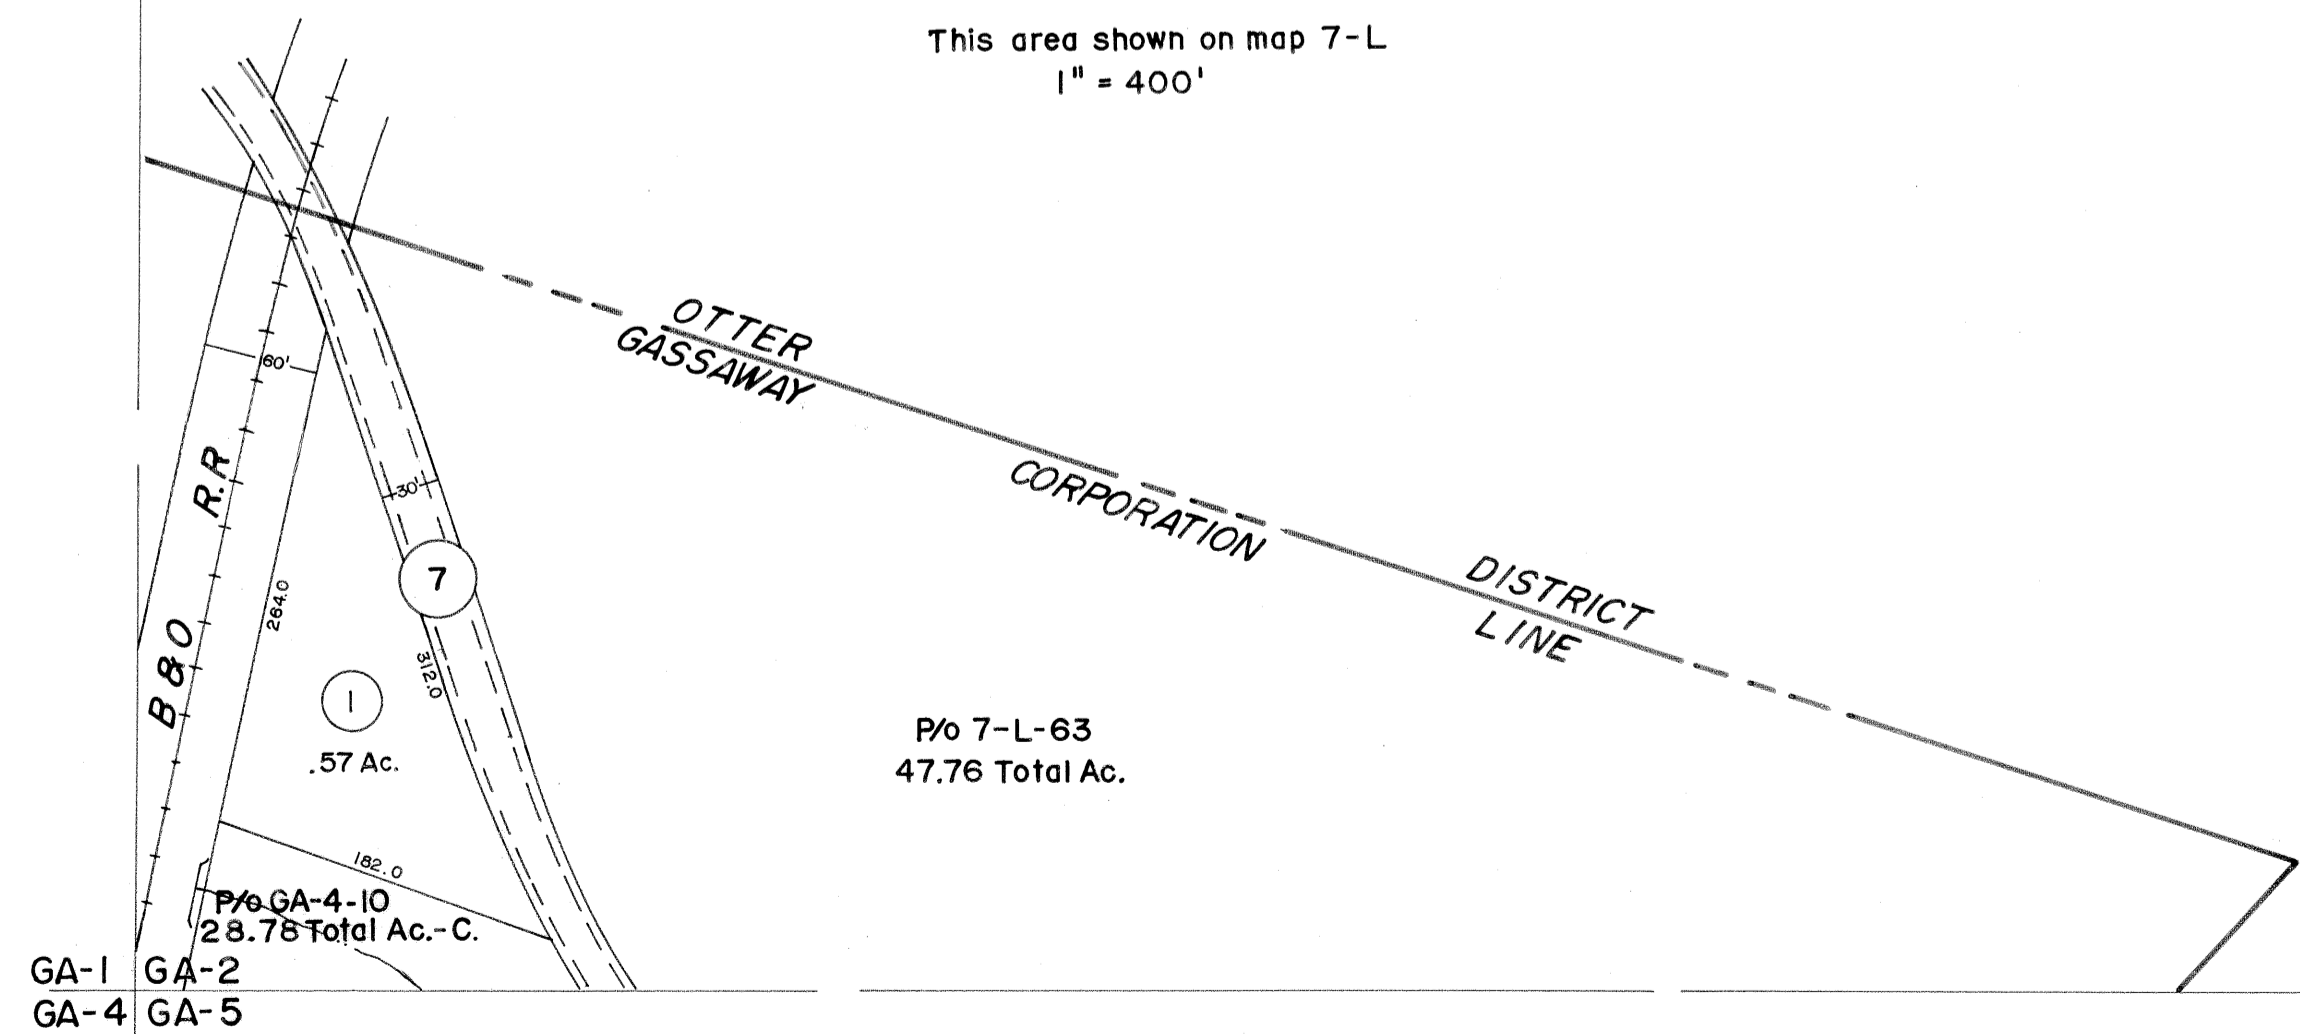 This area shown on map 7-L
1" = 400'
OTTER
GASSAWAY
60'
R.R
30'
CORPORATION
DISTRICT
LINE
7
264.0
B&O
312.0
1
.57 Ac.
P/o 7-L-63
47.76 Total Ac.
182.0
P/o GA-4-10
28.78 Total Ac.-C.
GA-1 GA-2
GA-4 GA-5